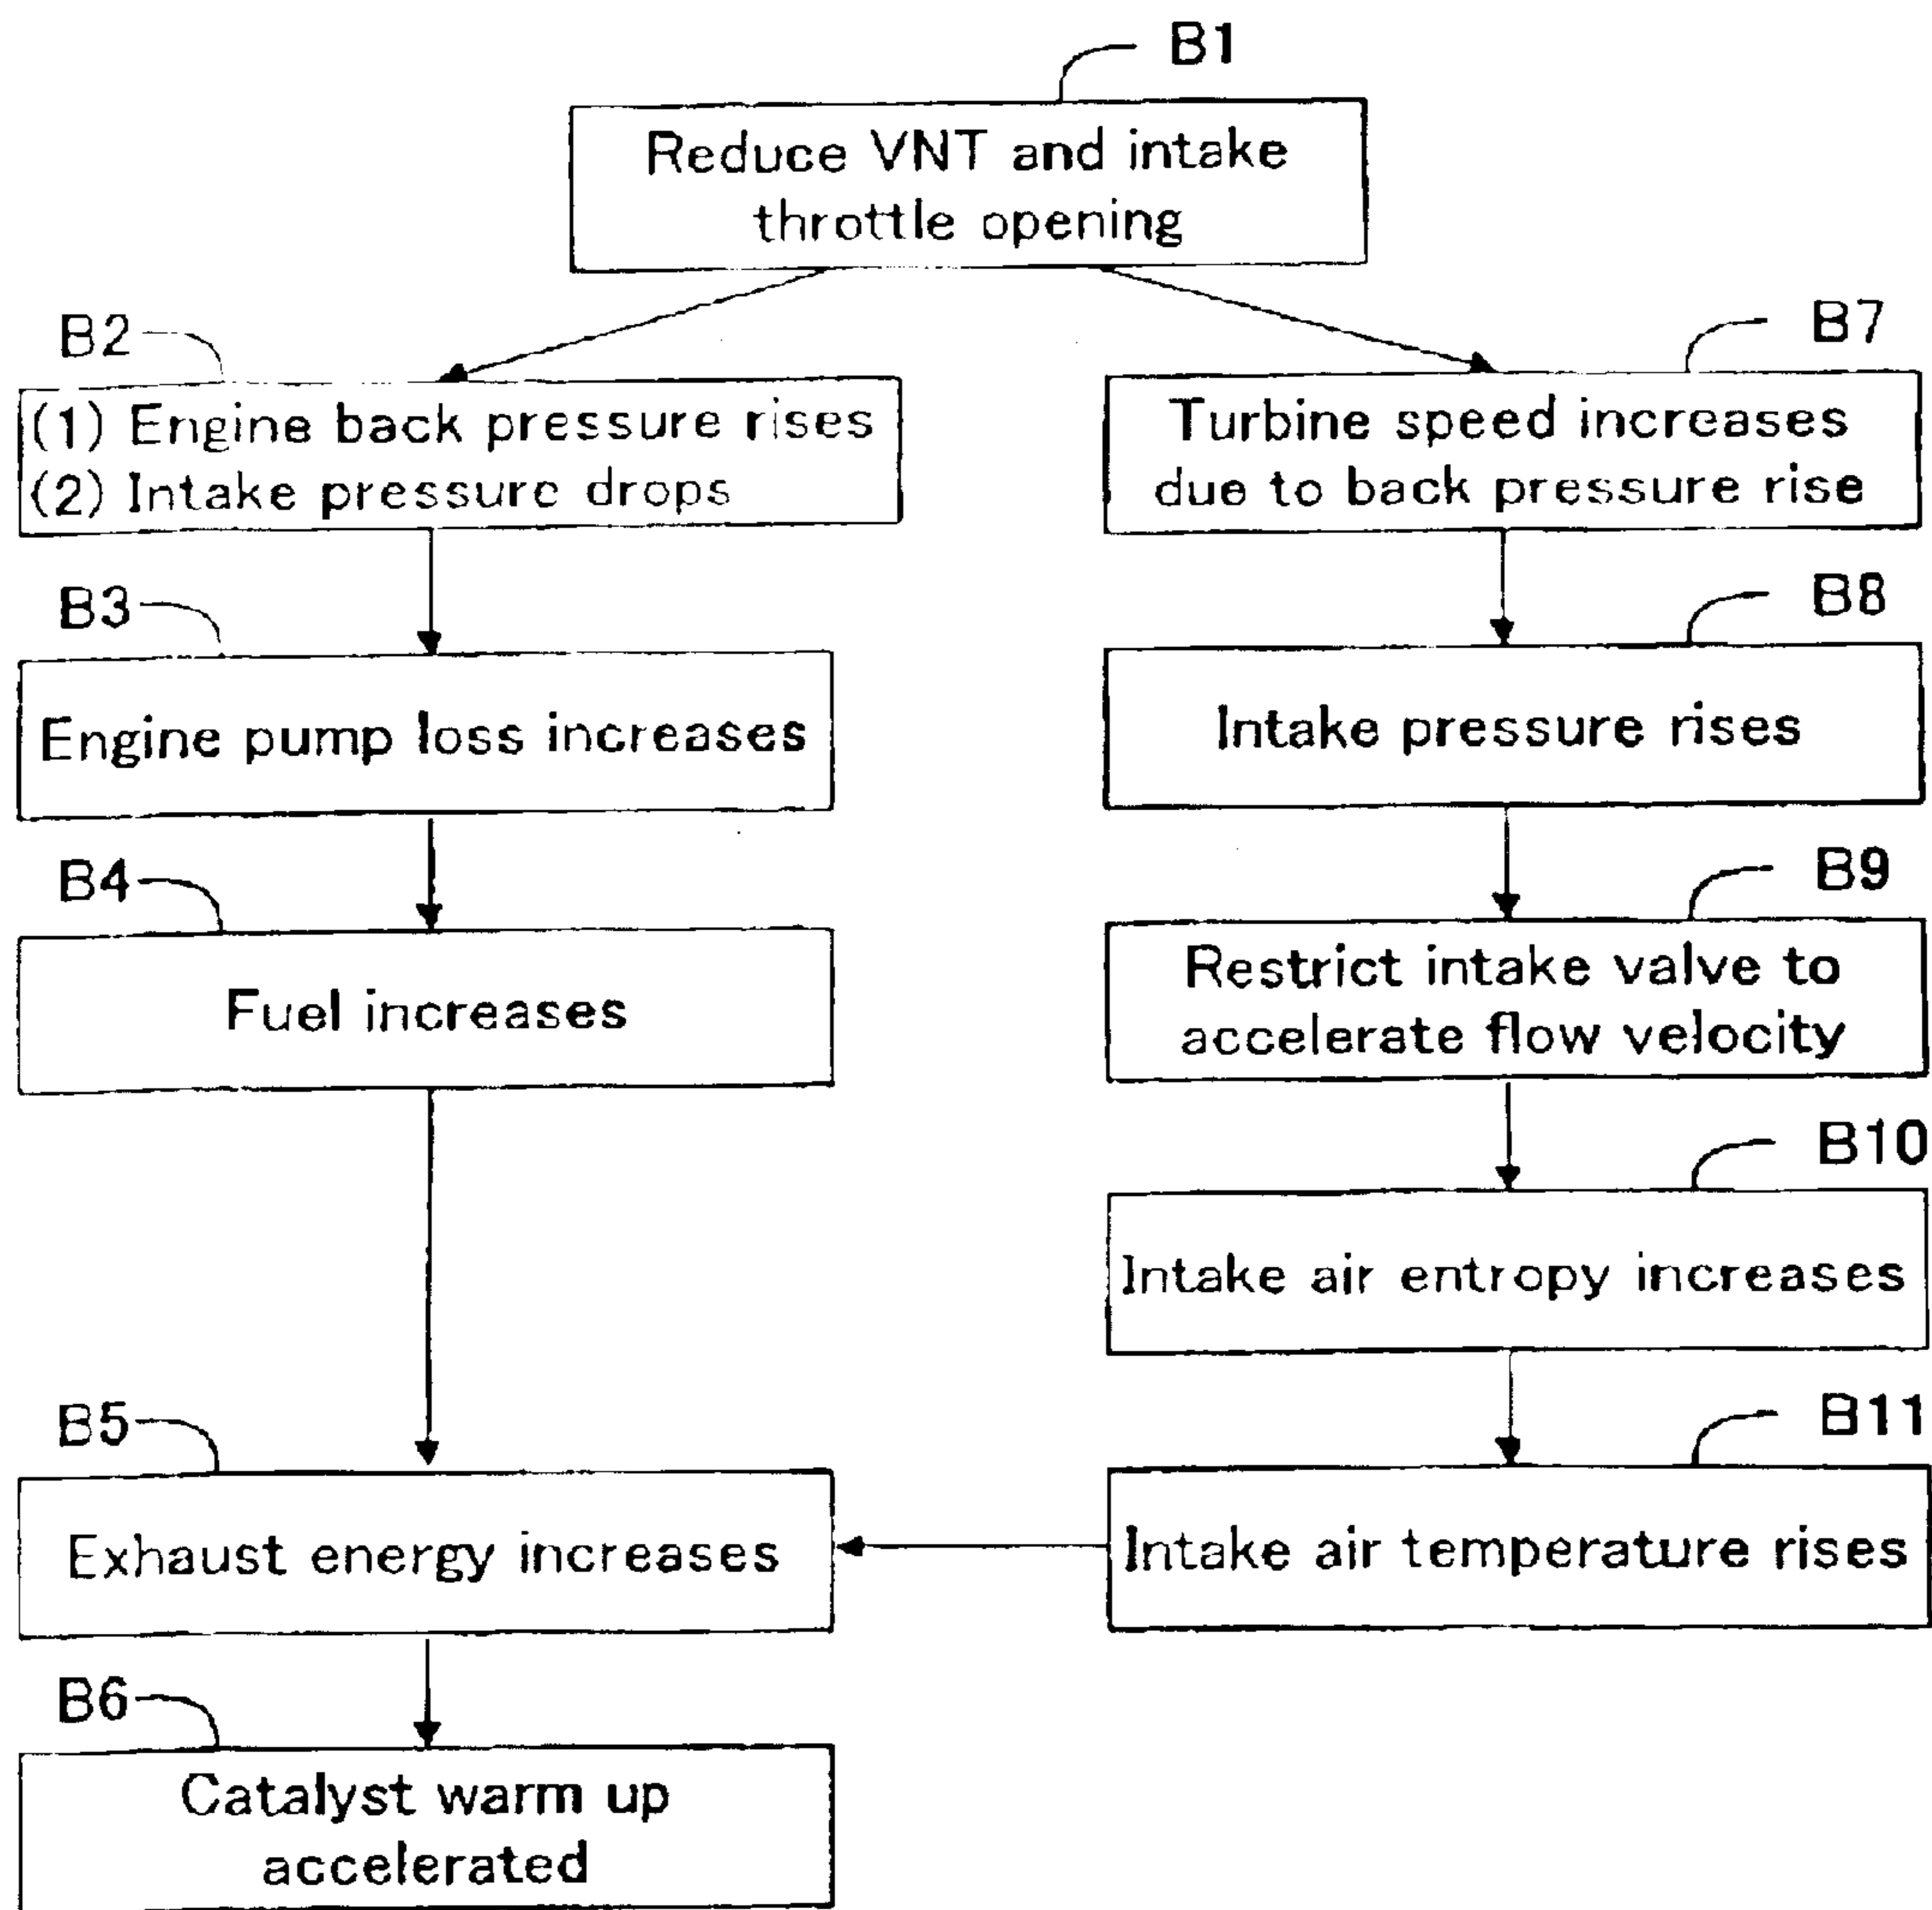 B1
Reduce VNT and intake
throttle opening
B2
(1) Engine back pressure rises
(2) Intake pressure drops
B3
Engine pump loss increases
B4
Fuel increases
B5
Exhaust energy increases
B6
Catalyst warm up
accelerated
B7
Turbine speed increases
due to back pressure rise
B8
Intake pressure rises
B9
Restrict intake valve to
accelerate flow velocity
B10
Intake air entropy increases
B11
Intake air temperature rises